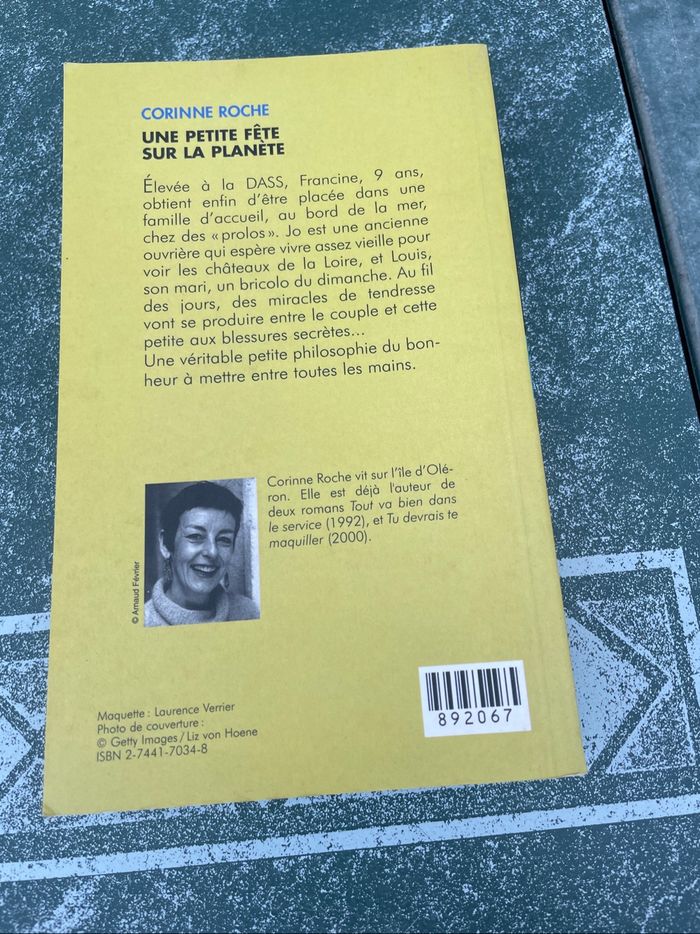 CORINNE ROCHE
UNE PETITE FÊTE
SUR LA PLANÈTE
Élevée à la DASS, Francine, 9 ans,
obtient enfin d'être placée dans une
famille d'accueil, au bord de la mer,
chez des « prolos ». Jo est une ancienne
ouvrière qui espère vivre assez vieille pour
voir les châteaux de la Loire, et Louis,
son mari, un bricolo du dimanche. Au fil
des jours, des miracles de tendresse
vont se produire entre le couple et cette
petite aux blessures secrètes...
Une véritable petite philosophie du bon-
heur à mettre entre toutes les mains.
Corinne Roche vit sur l'île d'Olé-
ron. Elle est déjà l'auteur de
deux romans Tout va bien dans
le service (1992), et Tu devrais te
maquiller (2000).
© Arnaud Février
Maquette : Laurence Verrier
Photo de couverture :
© Getty Images / Liz von Hoene
ISBN 2-7441-7034-8
892067